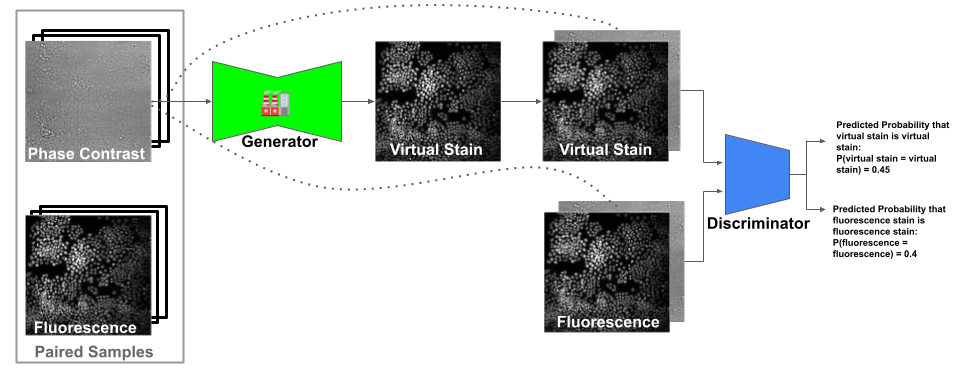 Phase Contrast
Generator
Virtual Stain
Virtual Stain
Predicted Probability that
virtual stain is virtual
stain:
P(virtual stain = virtual
stain) = 0.45
Discriminator
Predicted Probability that
fluorescence stain is
fluorescence stain:
P(fluorescence =
fluorescence) = 0.4
Fluorescence
Fluorescence
Paired Samples